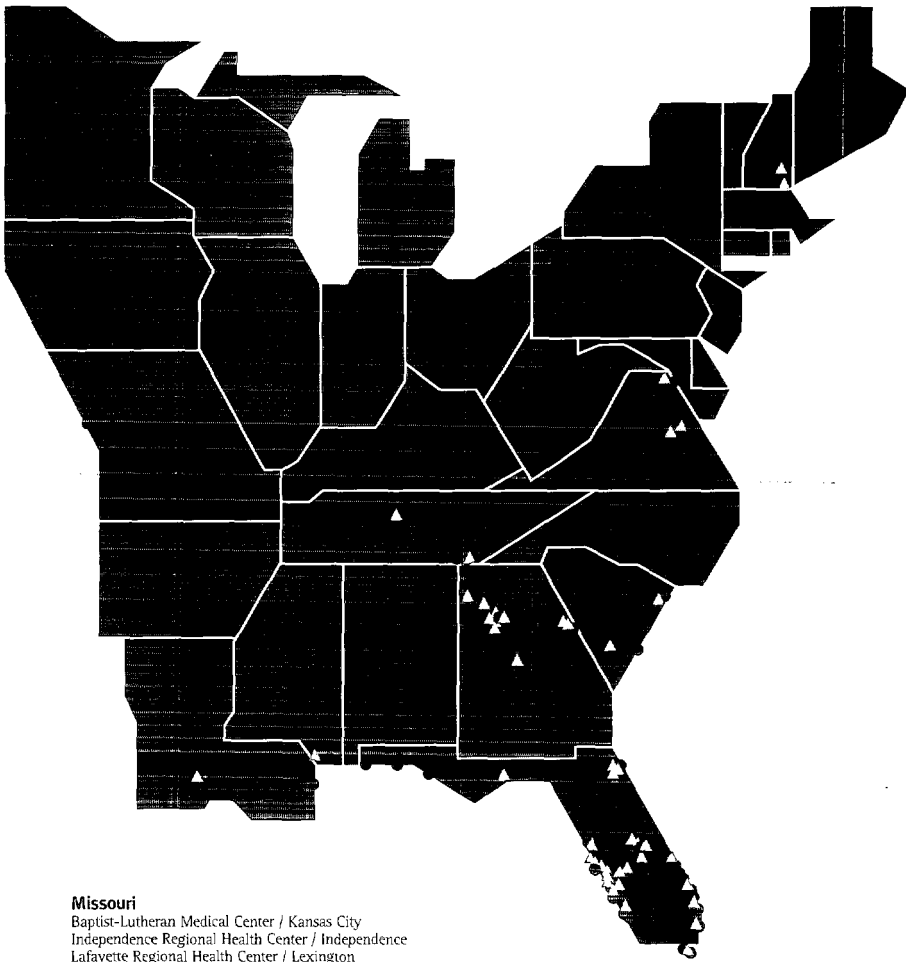 Missouri
Baptist-Lutheran Medical Center / Kansas City
Independence Regional Health Center / Independence
Lafayette Regional Health Center / Lexington